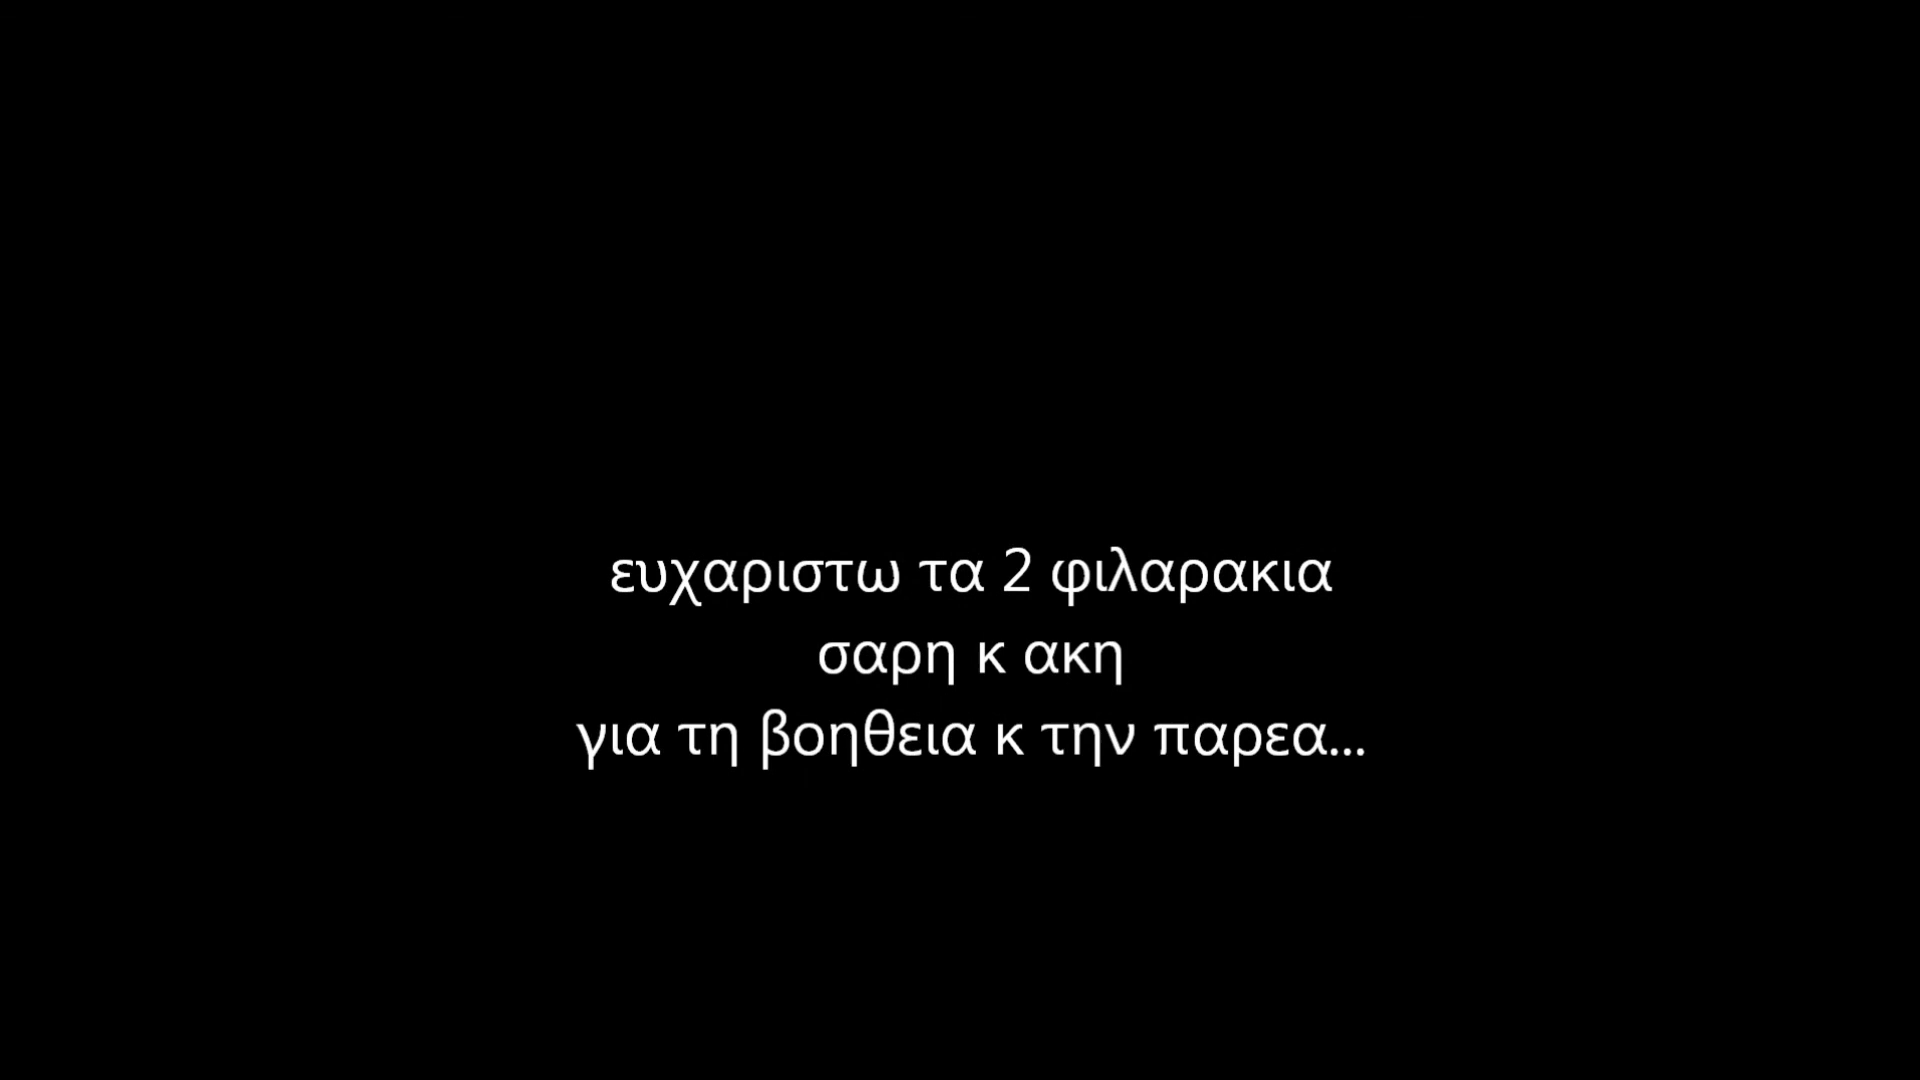 ευχαριστω τα 2 φιλαρακια
σαρη κ ακη
για τη βοηθεια κ την παρεα...